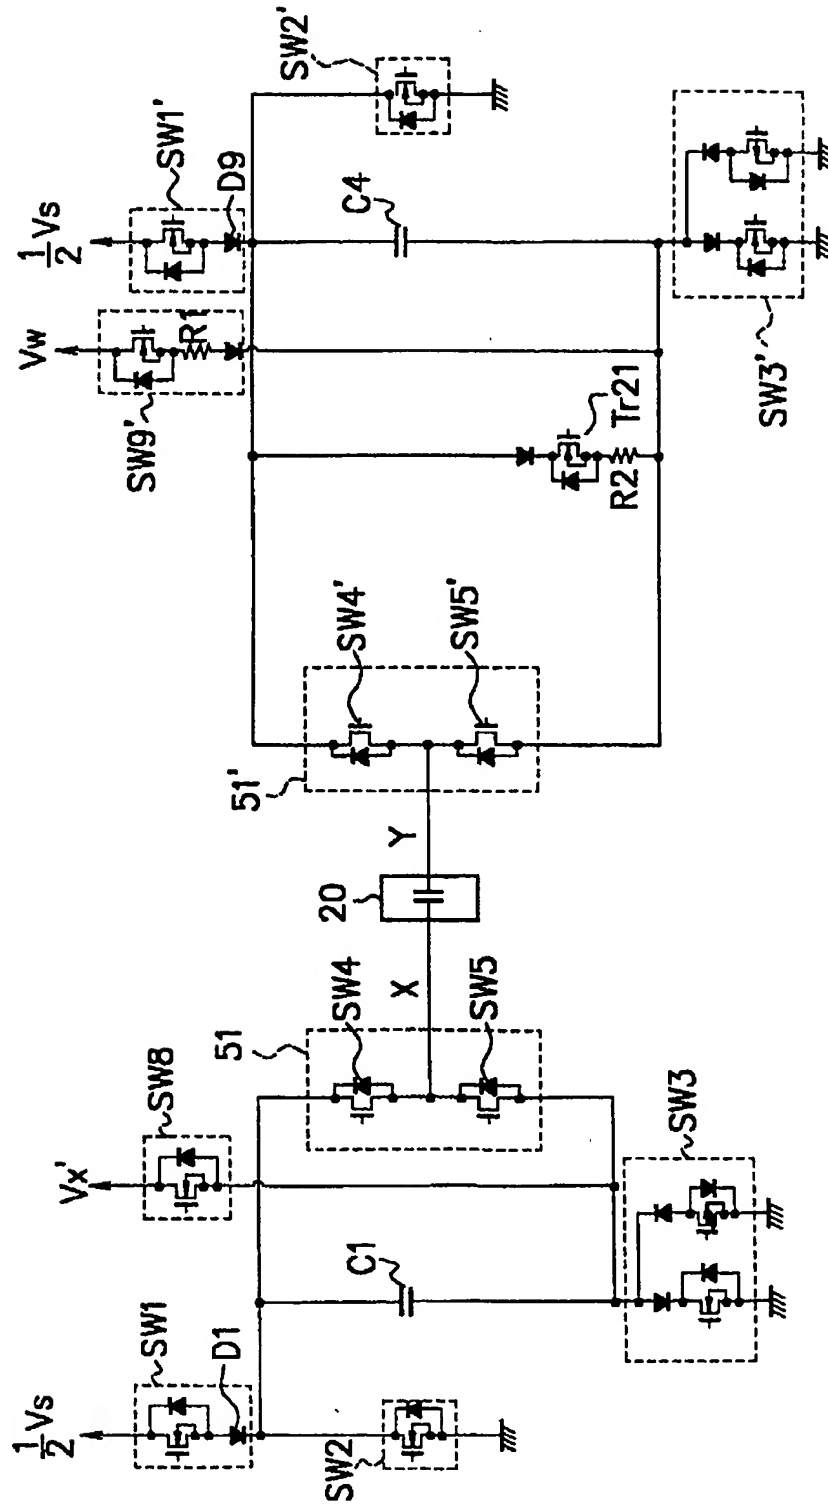 1/2 Vs
SW1
D1
SW2
Vx'
SW8
C1
SW3
51
SW4
X
SW5
20
Y
51'
SW4'
SW5'
Vw
SW9'
R1
1/2 Vs
SW1'
D9
Tr21
R2
C4
SW2'
SW3'